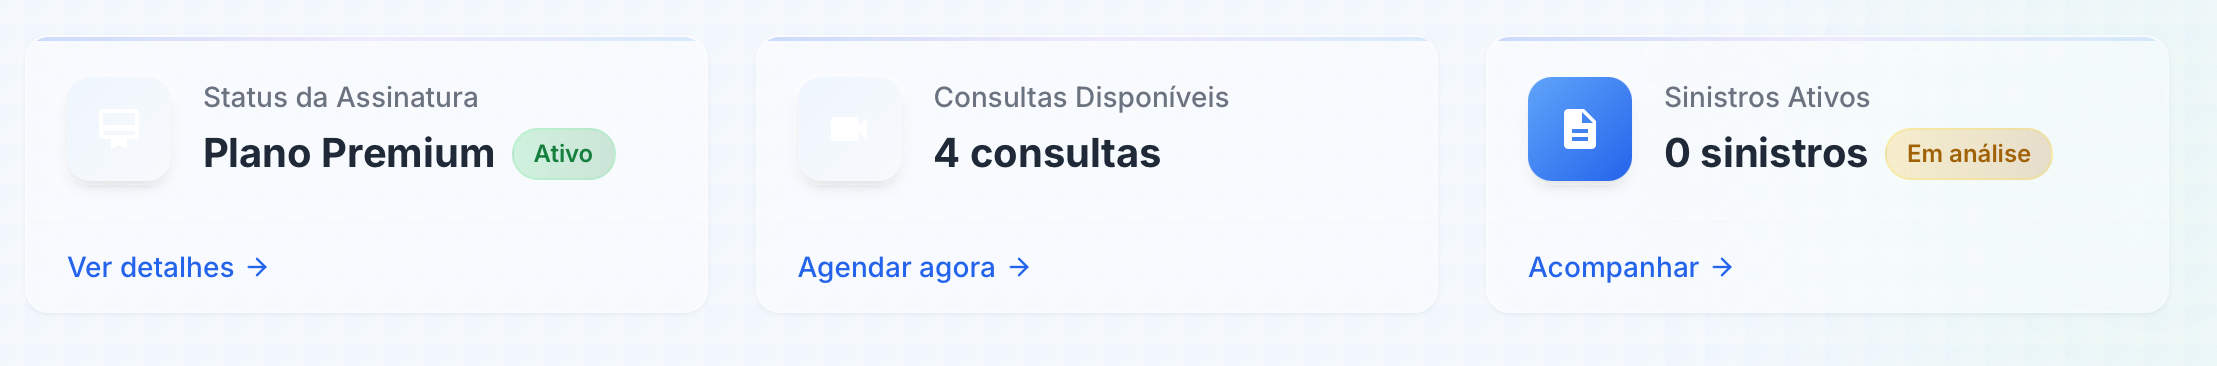 Status da Assinatura
Plano Premium Ativo
Ver detalhes →
Consultas Disponíveis
4 consultas
Agendar agora →
Sinistros Ativos
0 sinistros Em análise
Acompanhar →